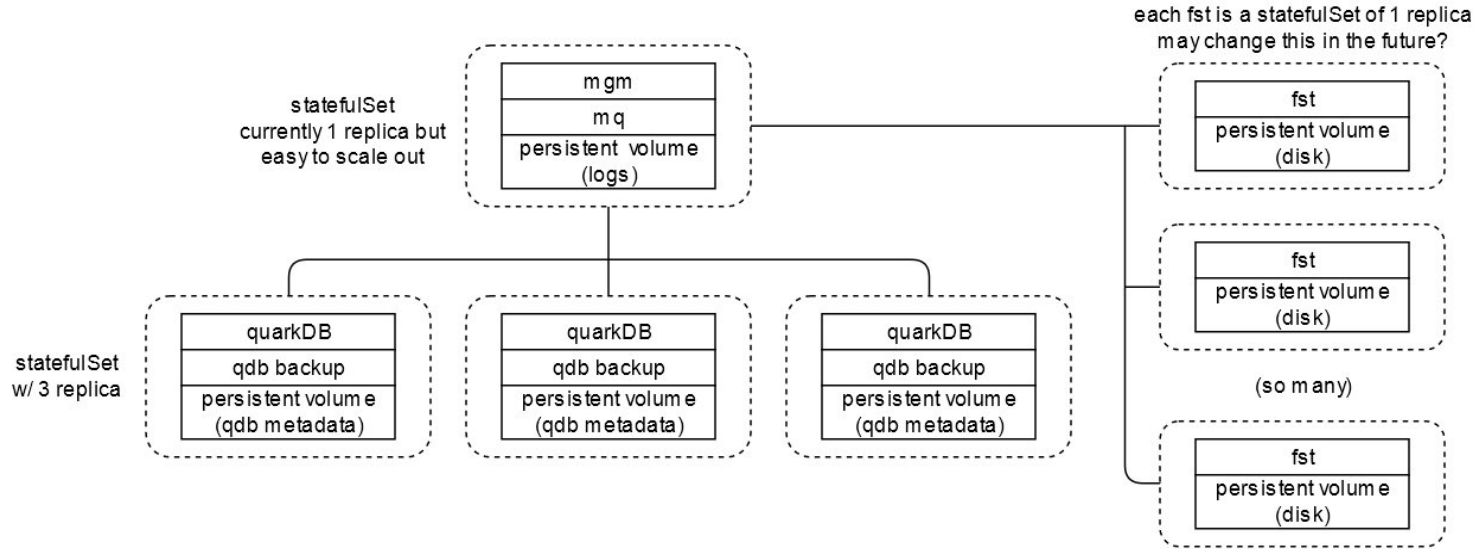 each fst is a statefulSet of 1 replica
may change this in the future?
statefulSet
currently 1 replica but
easy to scale out
mgm
mq
persistent volume
(logs)
fst
persistent volume
(disk)
fst
persistent volume
(disk)
(so many)
fst
persistent volume
(disk)
statefulSet
w/ 3 replica
quarkDB
qdb backup
persistent volume
(qdb metadata)
quarkDB
qdb backup
persistent volume
(qdb metadata)
quarkDB
qdb backup
persistent volume
(qdb metadata)